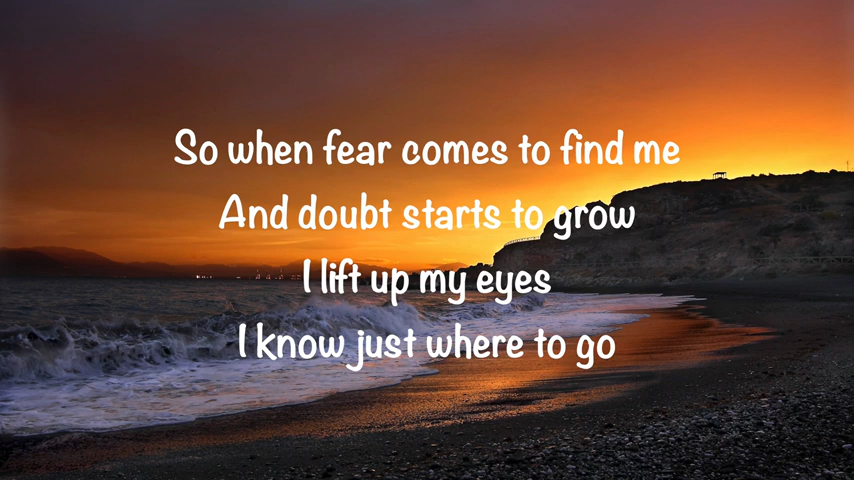 So when fear comes to find me
And doubt starts to grow
I lift up my eyes
I know just where to go